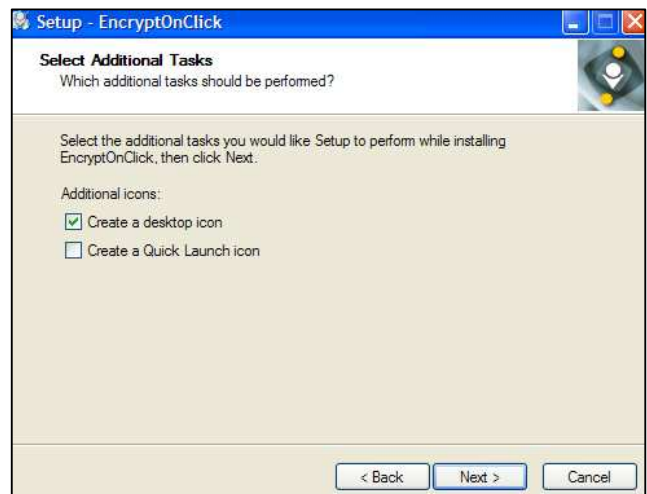 Setup - EncryptOnClick
Select Additional Tasks
Which additional tasks should be performed?
Select the additional tasks you would like Setup to perform while installing
EncryptOnClick, then click Next.
Additional icons:
Create a desktop icon
Create a Quick Launch icon
< Back Next > Cancel